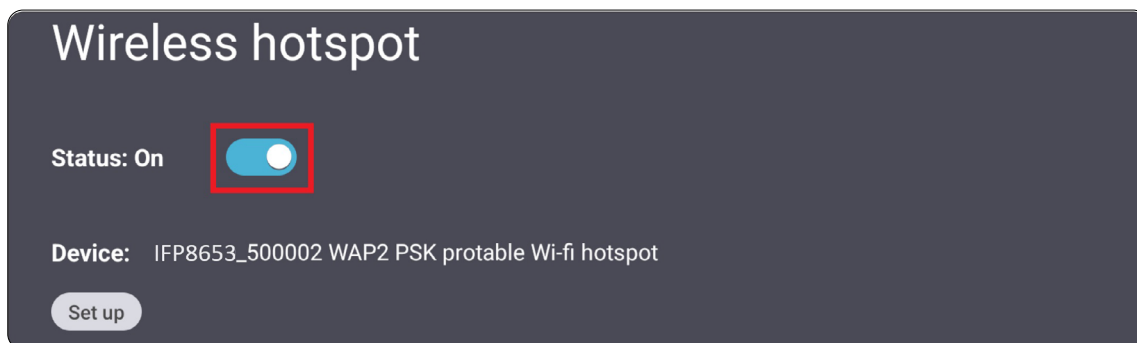 Wireless hotspot
Status: On
Device: IFP8653_500002 WAP2 PSK protable Wi-fi hotspot
Set up